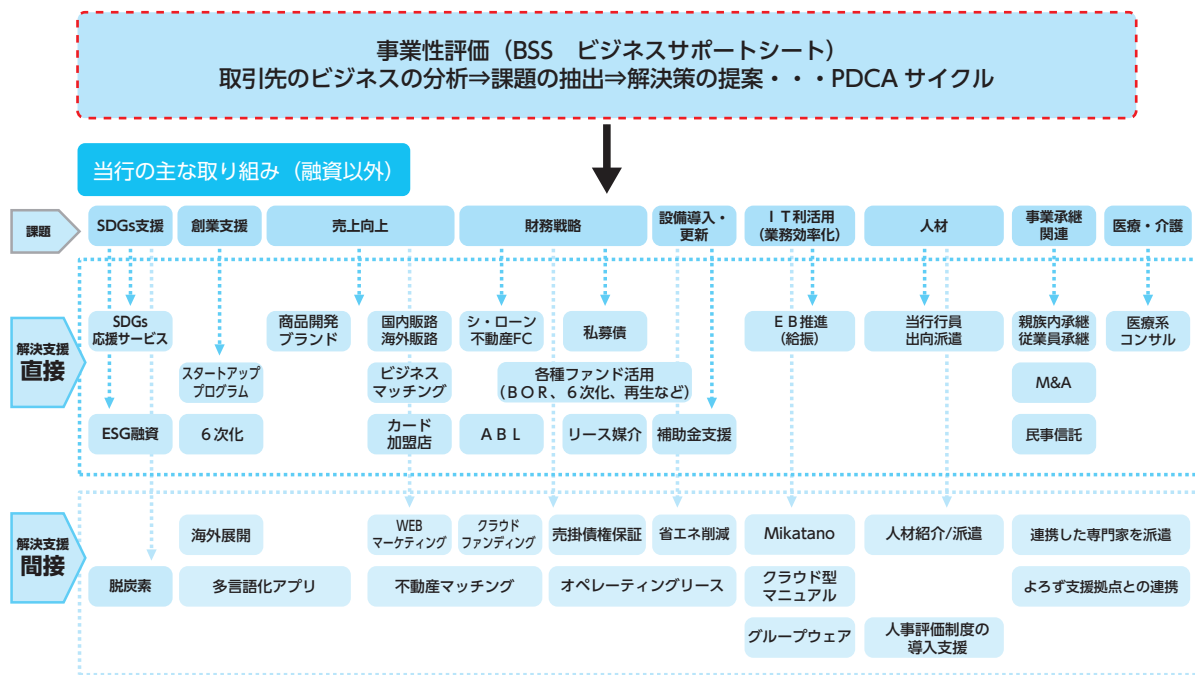 事業性評価（BSS　ビジネスサポートシート）
取引先のビジネスの分析⇒課題の抽出⇒解決策の提案・・・PDCA サイクル
当行の主な取り組み（融資以外）
課題
SDGs支援
創業支援
売上向上
財務戦略
設備導入・
更新
ＩＴ利活用
（業務効率化）
人材
事業承継
関連
医療・介護
解決支援
直接
SDGs
応援サービス
商品開発
ブランド
国内販路
海外販路
シ・ローン
不動産FC
私募債
ＥＢ推進
（給振）
当行行員
出向派遣
親族内承継
従業員承継
医療系
コンサル
スタートアップ
プログラム
ビジネス
マッチング
各種ファンド活用
（ＢＯＲ、６次化、再生など）
M&A
ESG融資
６次化
カード
加盟店
ＡＢＬ
リース媒介
補助金支援
民事信託
解決支援
間接
海外展開
WEB
マーケティング
クラウド
ファンディング
売掛債権保証
省エネ削減
Mikatano
人材紹介/派遣
連携した専門家を派遣
脱炭素
多言語化アプリ
不動産マッチング
オペレーティングリース
クラウド型
マニュアル
よろず支援拠点との連携
グループウェア
人事評価制度の
導入支援